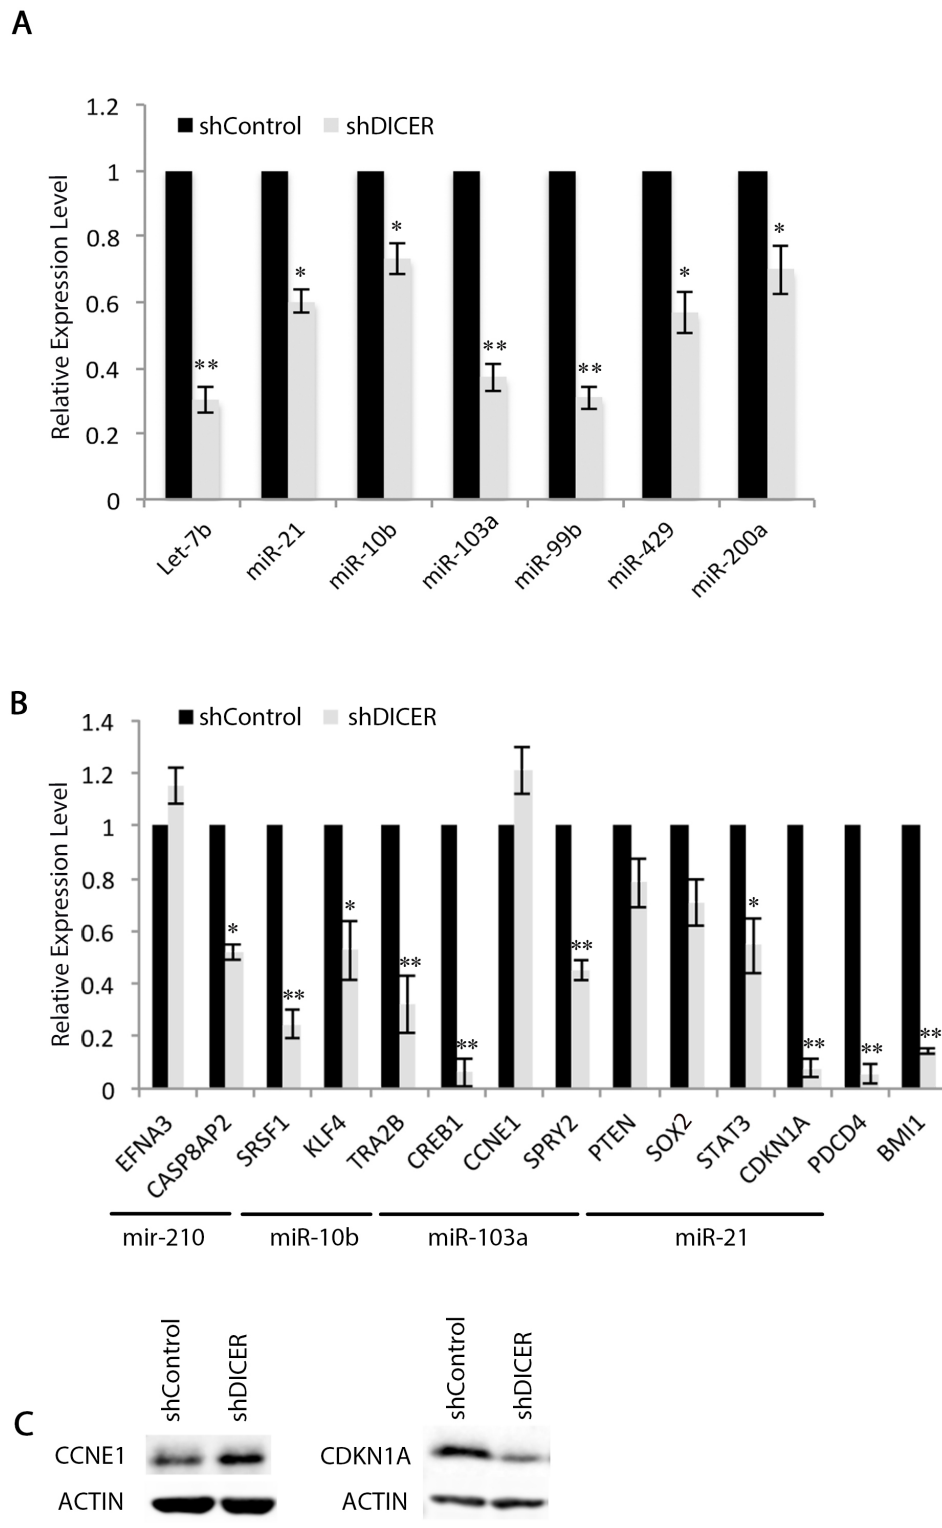 A
1.2
shControl shDICER
1
0.8
0.6
0.4
0.2
0
Relative Expression Level
** * * ** ** * *
Let-7b miR-21 miR-10b miR-103a miR-99b miR-429 miR-200a
B
1.4
shControl shDICER
1.2
1
0.8
0.6
0.4
0.2
0
Relative Expression Level
* ** * ** ** ** * ** ** **
EFNA3 CASP8AP2 SRSF1 KLF4 TRA2B CREB1 CCNE1 SPRY2 PTEN SOX2 STAT3 CDKN1A PDCD4 BMI1
mir-210 miR-10b miR-103a miR-21
C
shControl shDICER shControl shDICER
CCNE1 CDKN1A
ACTIN ACTIN